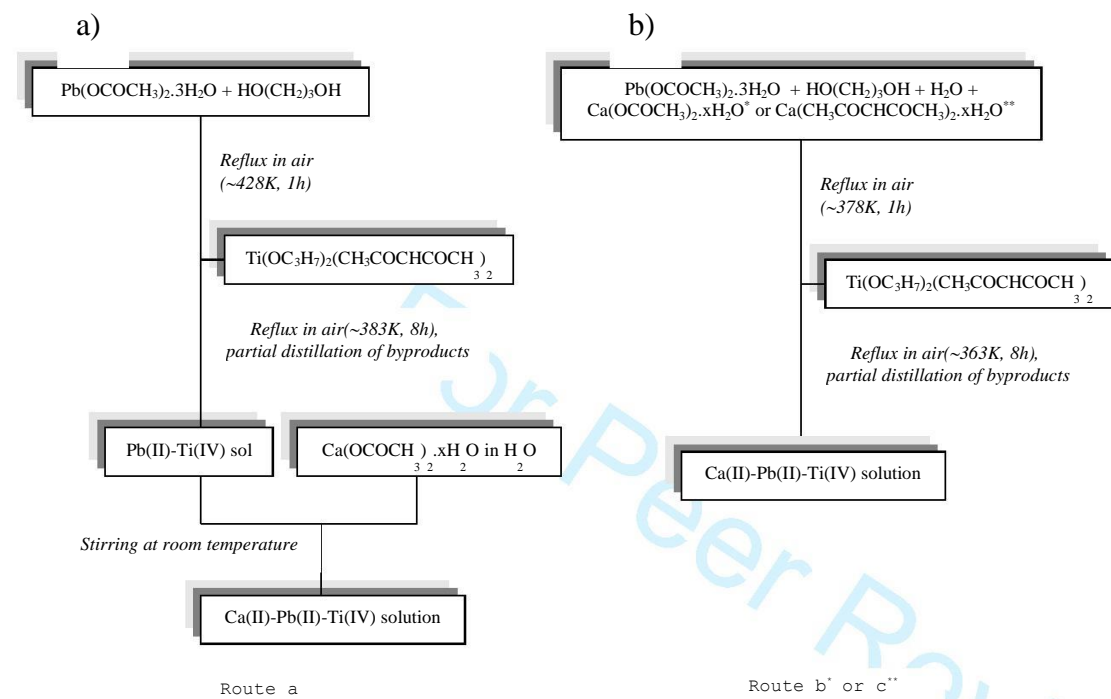 a)
Pb(OCOCH3)2.3H2O + HO(CH2)3OH
Reflux in air
(~428K, 1h)
Ti(OC3H7)2(CH3COCHCOCH3)2
Reflux in air(~383K, 8h),
partial distillation of byproducts
Pb(II)-Ti(IV) sol
Ca(OCOCH3)2.xH2O in H2O
Stirring at room temperature
Ca(II)-Pb(II)-Ti(IV) solution
Route a
b)
Pb(OCOCH3)2.3H2O + HO(CH2)3OH + H2O +
Ca(OCOCH3)2.xH2O* or Ca(CH3COCHCOCH3)2.xH2O**
Reflux in air
(~378K, 1h)
Ti(OC3H7)2(CH3COCHCOCH3)2
Reflux in air(~363K, 8h),
partial distillation of byproducts
Ca(II)-Pb(II)-Ti(IV) solution
Route b* or c**
For Peer Re